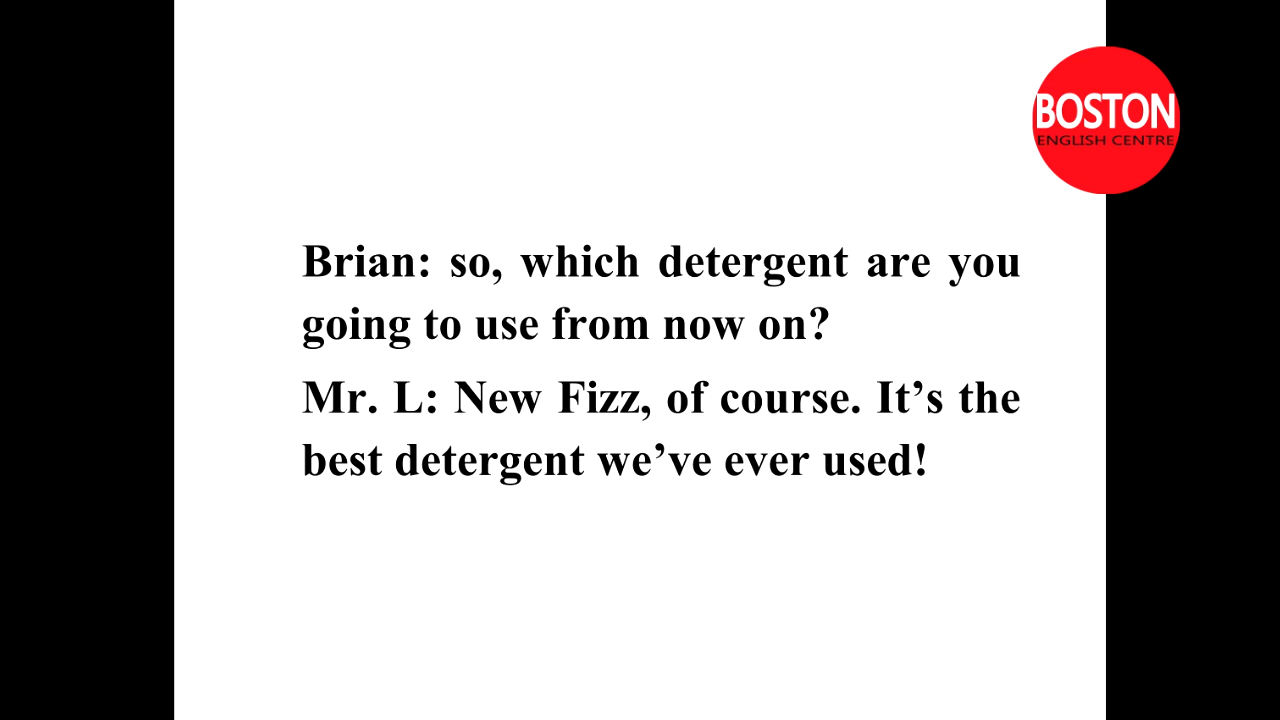 BOSTON
ENGLISH CENTRE
Brian: so, which detergent are you
going to use from now on?
Mr. L: New Fizz, of course. It’s the
best detergent we’ve ever used!